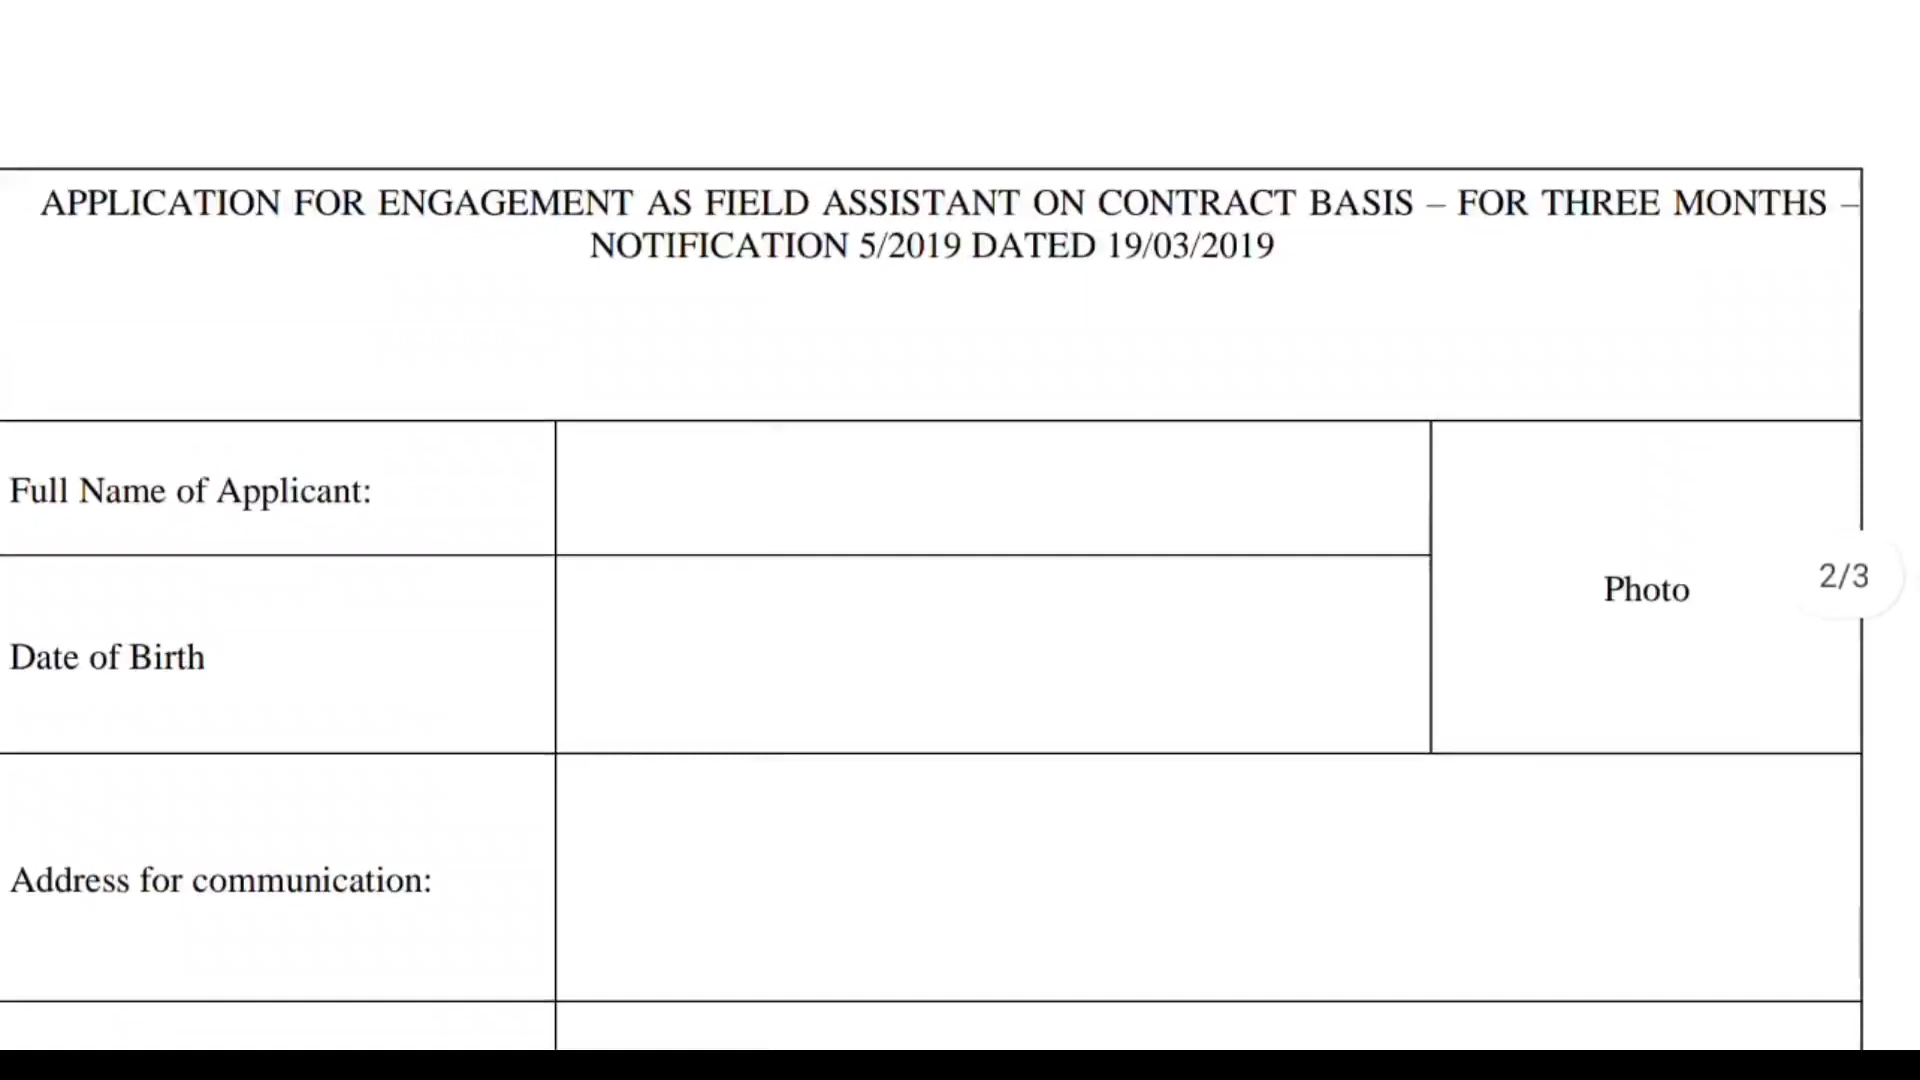 APPLICATION FOR ENGAGEMENT AS FIELD ASSISTANT ON CONTRACT BASIS – FOR THREE MONTHS –
NOTIFICATION 5/2019 DATED 19/03/2019
Full Name of Applicant:
Photo
2/3
Date of Birth
Address for communication: